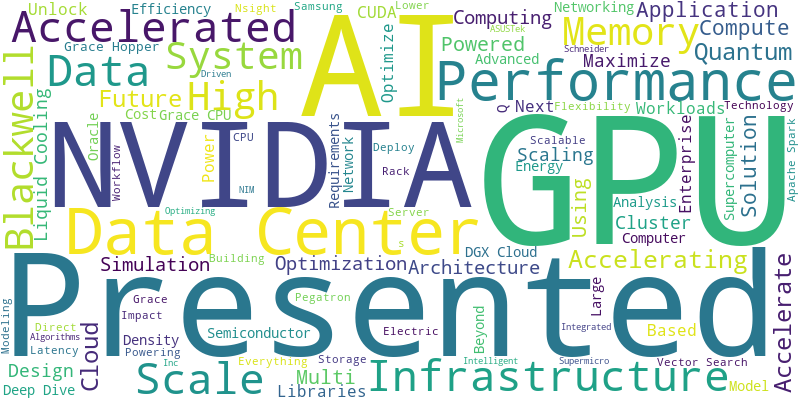 Unlock
Efficiency
Nsight
Samsung
CUDA
Lower
Networking
Application
Accelerated
AI
ASUSTek
Computing
Memory
Compute
Grace Hopper
System
Optimize
Powered
Schneider
Maximize
Quantum
Data
Driven
Advanced
Performance
Blackwell
Liquid Cooling
Future
High
Microsoft
Q
Next
Flexibility
Workloads
Technology
Oracle
Cost
Grace CPU
NVIDIA
GPU
Workflow
Power
CPU
Requirements
Network
Deploy
Scalable
Scaling
Energy
Enterprise
Supercomputer
Solution
Apache Spark
NIM
Rack
Using
Analysis
Optimizing
Data Center
Server
Cluster
Computer
s
Building
DGX Cloud
Accelerating
Presented
Simulation
Optimization
Architecture
Large
Accelerate
Modeling
Grace
Pegatron
Direct
Impact
Algorithms
Cloud
Semiconductor
Electric
Beyond
Integrated
Based
Latency
Density
Powering
Everything
Storage
Intelligent
Supermicro
Vector Search
Design
Inc
Scale
Multi
Infrastructure
Model
Deep Dive
Libraries